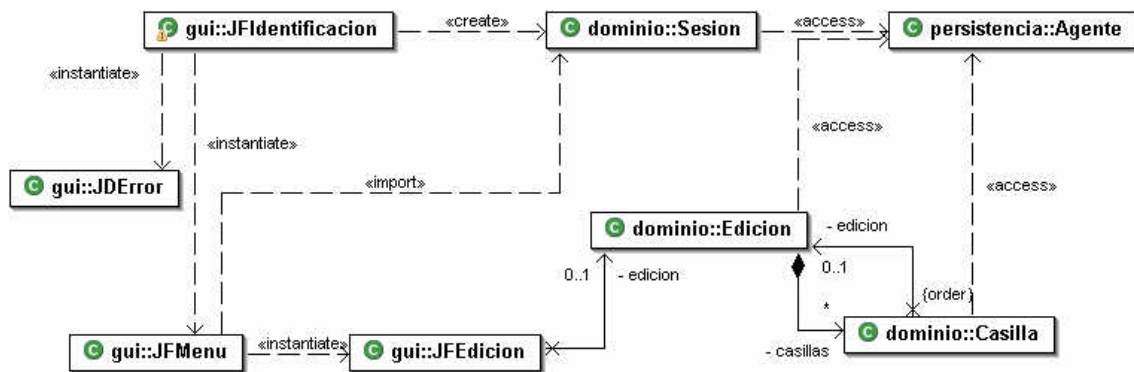 gui::JFIdentificacion
«create»
dominio::Sesion
«access»
persistencia::Agente
«instantiate»
«instantiate»
«access»
gui::JDError
«import»
«access»
dominio::Edicion
- edicion
0..1
- edicion
0..1
*
{order}
gui::JFMenu
«instantiate»
gui::JFEdicion
- casillas
dominio::Casilla